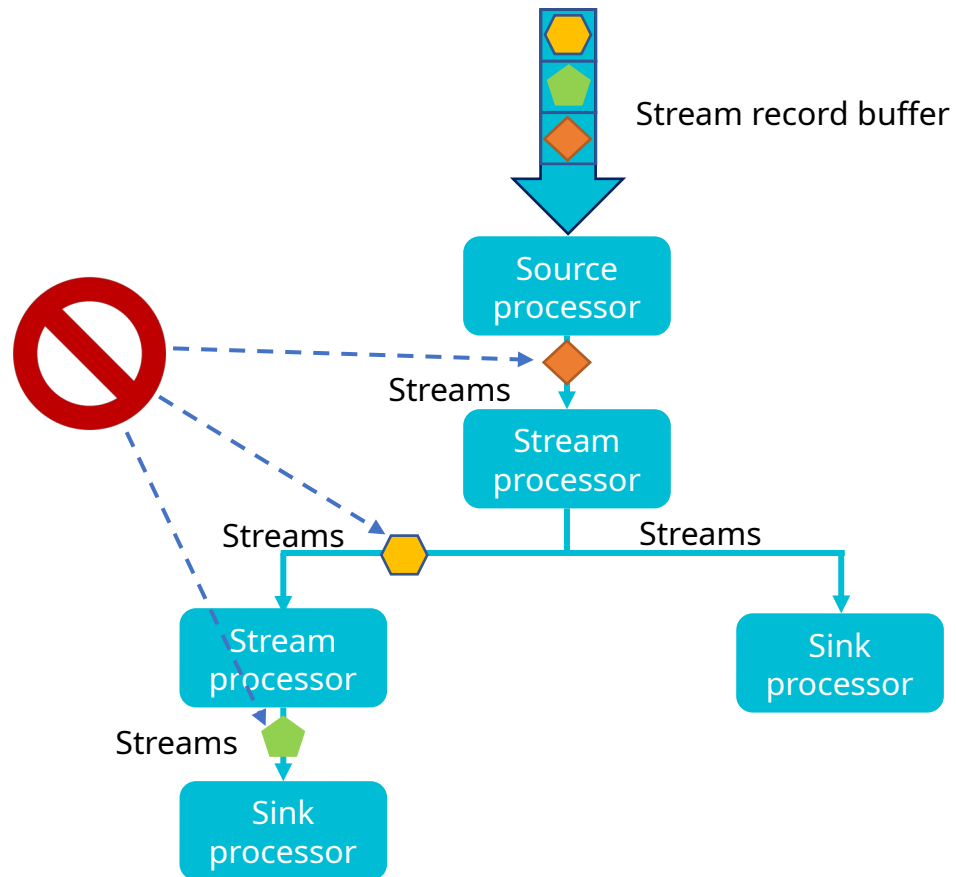 Stream record buffer
Source
processor
Streams
Stream
processor
Streams
Streams
Stream
processor
Sink
processor
Streams
Sink
processor